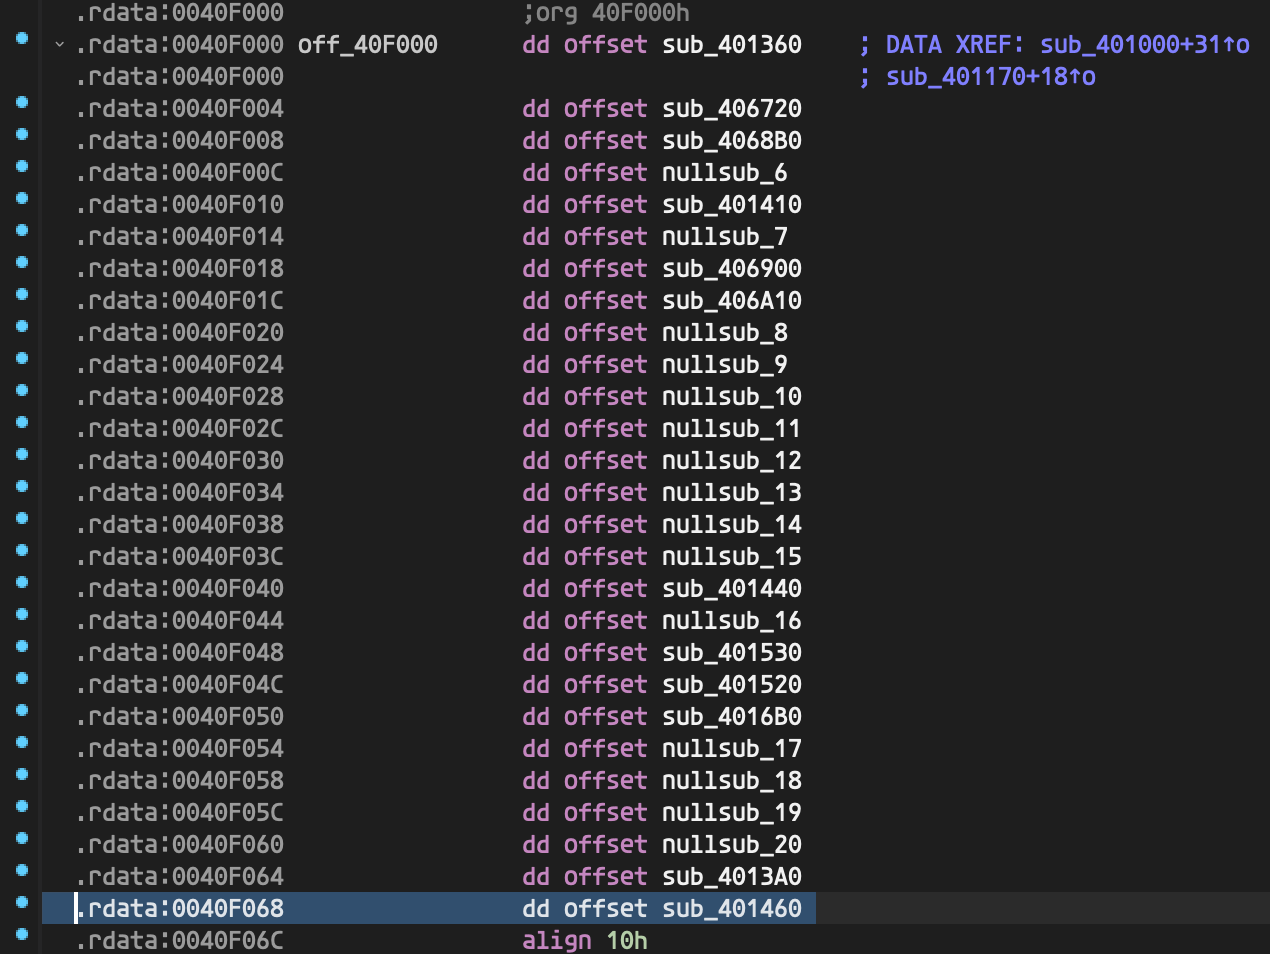 .rdata:0040F000 ;org 40F000h
.rdata:0040F000 off_40F000 dd offset sub_401360 ; DATA XREF: sub_401000+31↑o
.rdata:0040F000 ; sub_401170+18↑o
.rdata:0040F004 dd offset sub_406720
.rdata:0040F008 dd offset sub_4068B0
.rdata:0040F00C dd offset nullsub_6
.rdata:0040F010 dd offset sub_401410
.rdata:0040F014 dd offset nullsub_7
.rdata:0040F018 dd offset sub_406900
.rdata:0040F01C dd offset sub_406A10
.rdata:0040F020 dd offset nullsub_8
.rdata:0040F024 dd offset nullsub_9
.rdata:0040F028 dd offset nullsub_10
.rdata:0040F02C dd offset nullsub_11
.rdata:0040F030 dd offset nullsub_12
.rdata:0040F034 dd offset nullsub_13
.rdata:0040F038 dd offset nullsub_14
.rdata:0040F03C dd offset nullsub_15
.rdata:0040F040 dd offset sub_401440
.rdata:0040F044 dd offset nullsub_16
.rdata:0040F048 dd offset sub_401530
.rdata:0040F04C dd offset sub_401520
.rdata:0040F050 dd offset sub_4016B0
.rdata:0040F054 dd offset nullsub_17
.rdata:0040F058 dd offset nullsub_18
.rdata:0040F05C dd offset nullsub_19
.rdata:0040F060 dd offset nullsub_20
.rdata:0040F064 dd offset sub_4013A0
.rdata:0040F068 dd offset sub_401460
.rdata:0040F06C align 10h